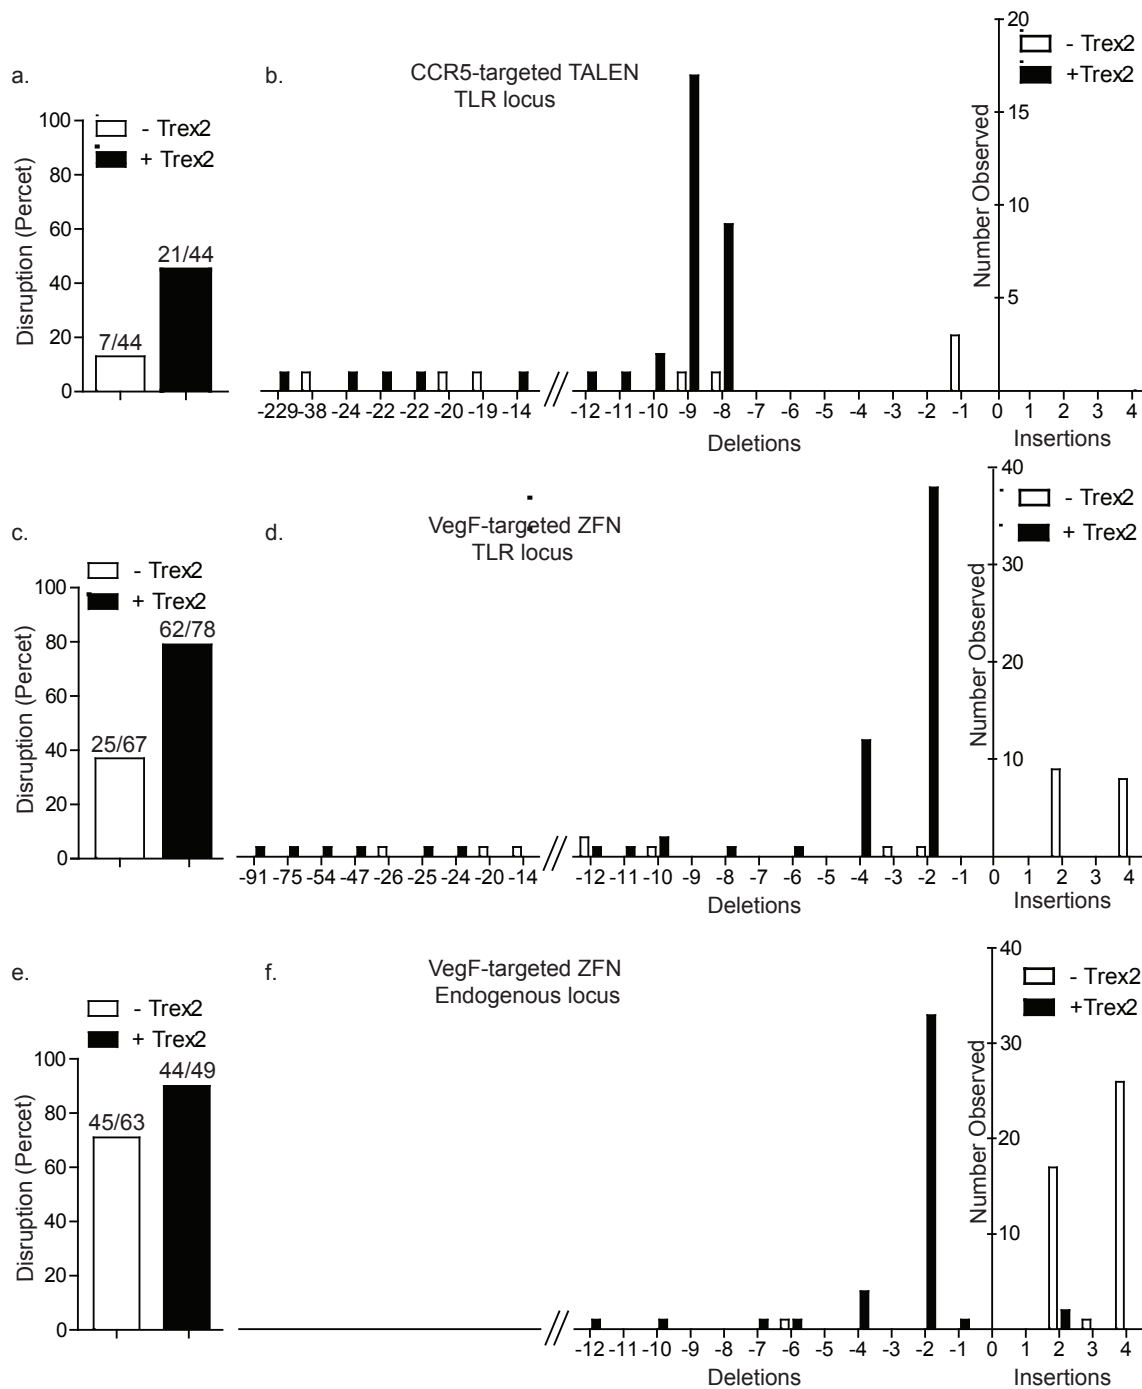 a.
- Trex2
+ Trex2
Disruption (Percet)
100
80
60
40
20
0
7/44
21/44
b.
CCR5-targeted TALEN
TLR locus
- Trex2
+Trex2
Number Observed
20
15
10
5
-229 -38 -24 -22 -22 -20 -19 -14 // -12 -11 -10 -9 -8 -7 -6 -5 -4 -3 -2 -1 0 1 2 3 4
Deletions
Insertions
c.
- Trex2
+ Trex2
Disruption (Percet)
100
80
60
40
20
0
25/67
62/78
d.
VegF-targeted ZFN
TLR locus
- Trex2
+ Trex2
Number Observed
40
30
20
10
-91 -75 -54 -47 -26 -25 -24 -20 -14 // -12 -11 -10 -9 -8 -7 -6 -5 -4 -3 -2 -1 0 1 2 3 4
Deletions
Insertions
e.
- Trex2
+ Trex2
Disruption (Percet)
100
80
60
40
20
0
45/63
44/49
f.
VegF-targeted ZFN
Endogenous locus
- Trex2
+Trex2
Number Observed
40
30
20
10
// -12 -11 -10 -9 -8 -7 -6 -5 -4 -3 -2 -1 0 1 2 3 4
Deletions
Insertions